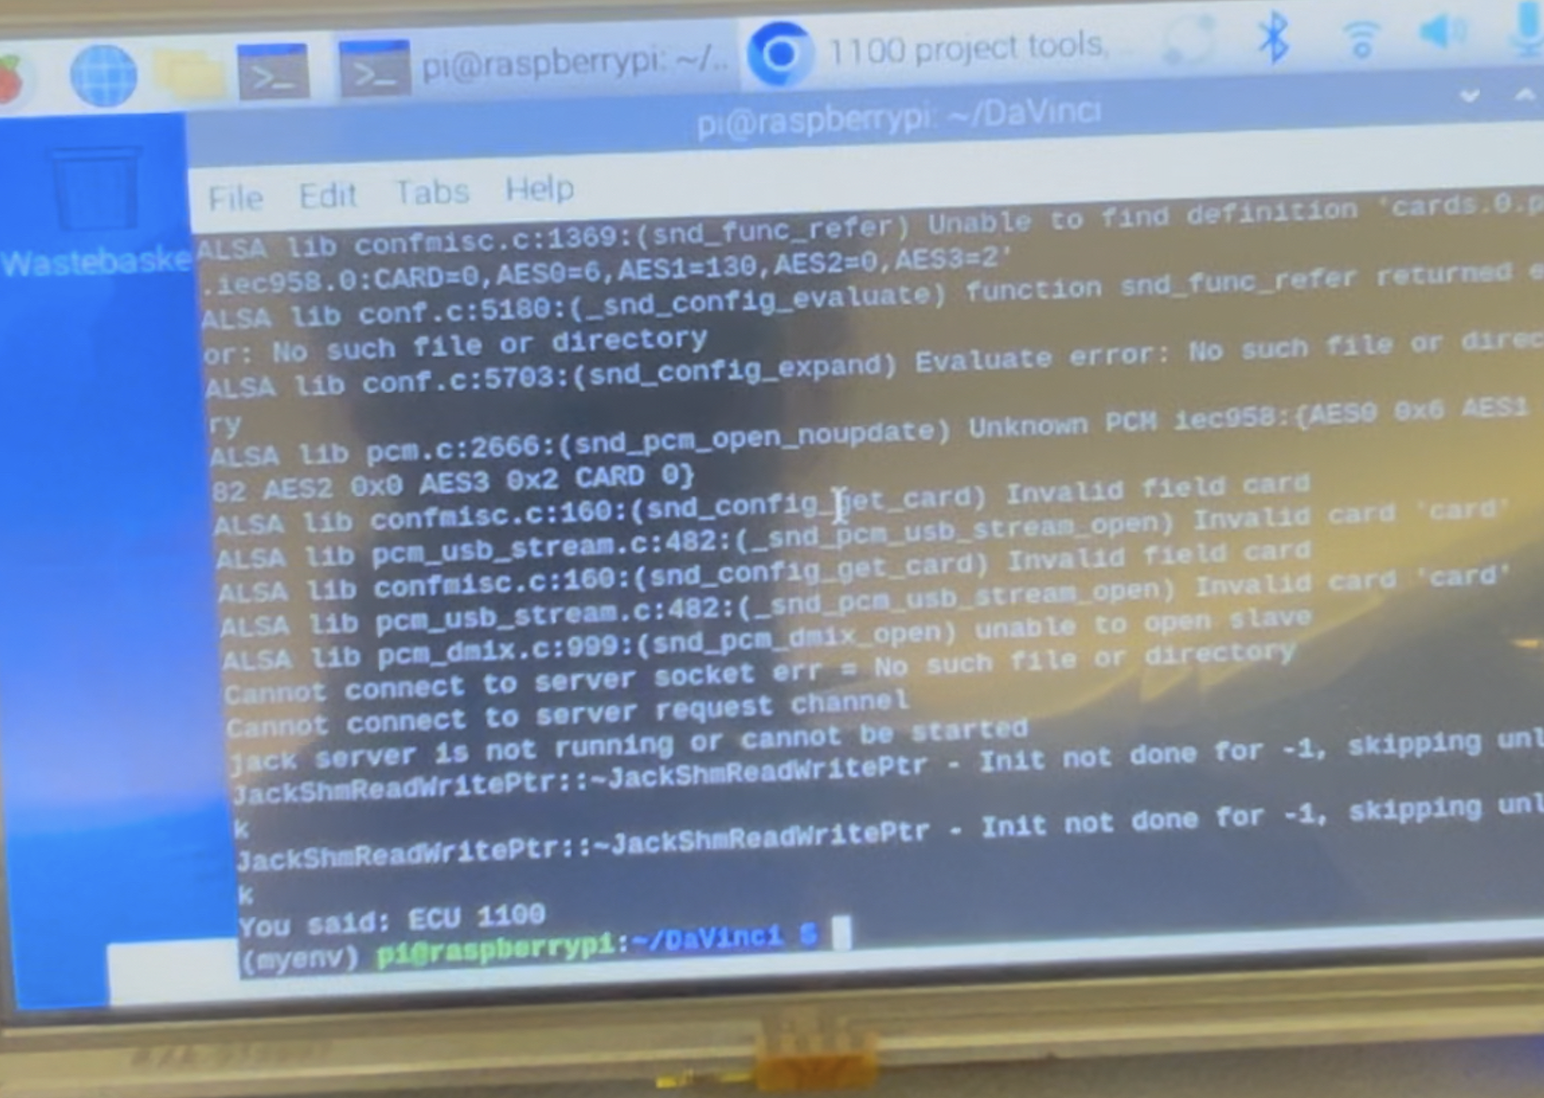 pi@raspberrypi: ~/..
1100 project tools,
pi@raspberrypi: ~/DaVinci
File Edit Tabs Help
Wastebaske
ALSA lib confmisc.c:1369:(snd_func_refer) Unable to find definition 'cards.0.p
.iec958.0:CARD=0,AES0=6,AES1=130,AES2=0,AES3=2'
ALSA lib conf.c:5180:(_snd_config_evaluate) function snd_func_refer returned e
or: No such file or directory
ALSA lib conf.c:5703:(snd_config_expand) Evaluate error: No such file or direc
ry
ALSA lib pcm.c:2666:(snd_pcm_open_noupdate) Unknown PCM iec958:{AES0 0x6 AES1
82 AES2 0x0 AES3 0x2 CARD 0}
ALSA lib confmisc.c:160:(snd_config_get_card) Invalid field card
ALSA lib pcm_usb_stream.c:482:(_snd_pcm_usb_stream_open) Invalid card 'card'
ALSA lib confmisc.c:160:(snd_config_get_card) Invalid field card
ALSA lib pcm_usb_stream.c:482:(_snd_pcm_usb_stream_open) Invalid card 'card'
ALSA lib pcm_dmix.c:999:(snd_pcm_dmix_open) unable to open slave
Cannot connect to server socket err = No such file or directory
Cannot connect to server request channel
jack server is not running or cannot be started
JackShmReadWritePtr::~JackShmReadWritePtr - Init not done for -1, skipping unl
k
JackShmReadWritePtr::~JackShmReadWritePtr - Init not done for -1, skipping unl
k
You said: ECU 1100
(myenv) pi@raspberrypi:~/DaVinci $